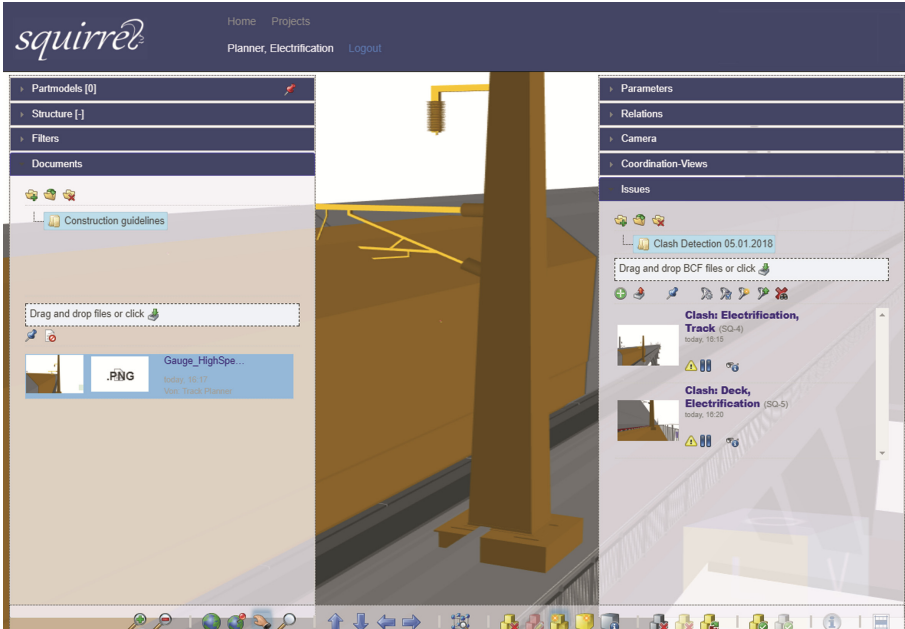 squirrel
Home Projects
Planner, Electrification Logout
Partmodels [0]
Structure [-]
Filters
Documents
Construction guidelines
Drag and drop files or click
.PNG
Gauge_HighSpe...
today, 16:17
Von: Track Planner
Parameters
Relations
Camera
Coordination-Views
Issues
Clash Detection 05.01.2018
Drag and drop BCF files or click
Clash: Electrification,
Track (SQ-4)
today, 16:15
Clash: Deck,
Electrification (SQ-5)
today, 16:20